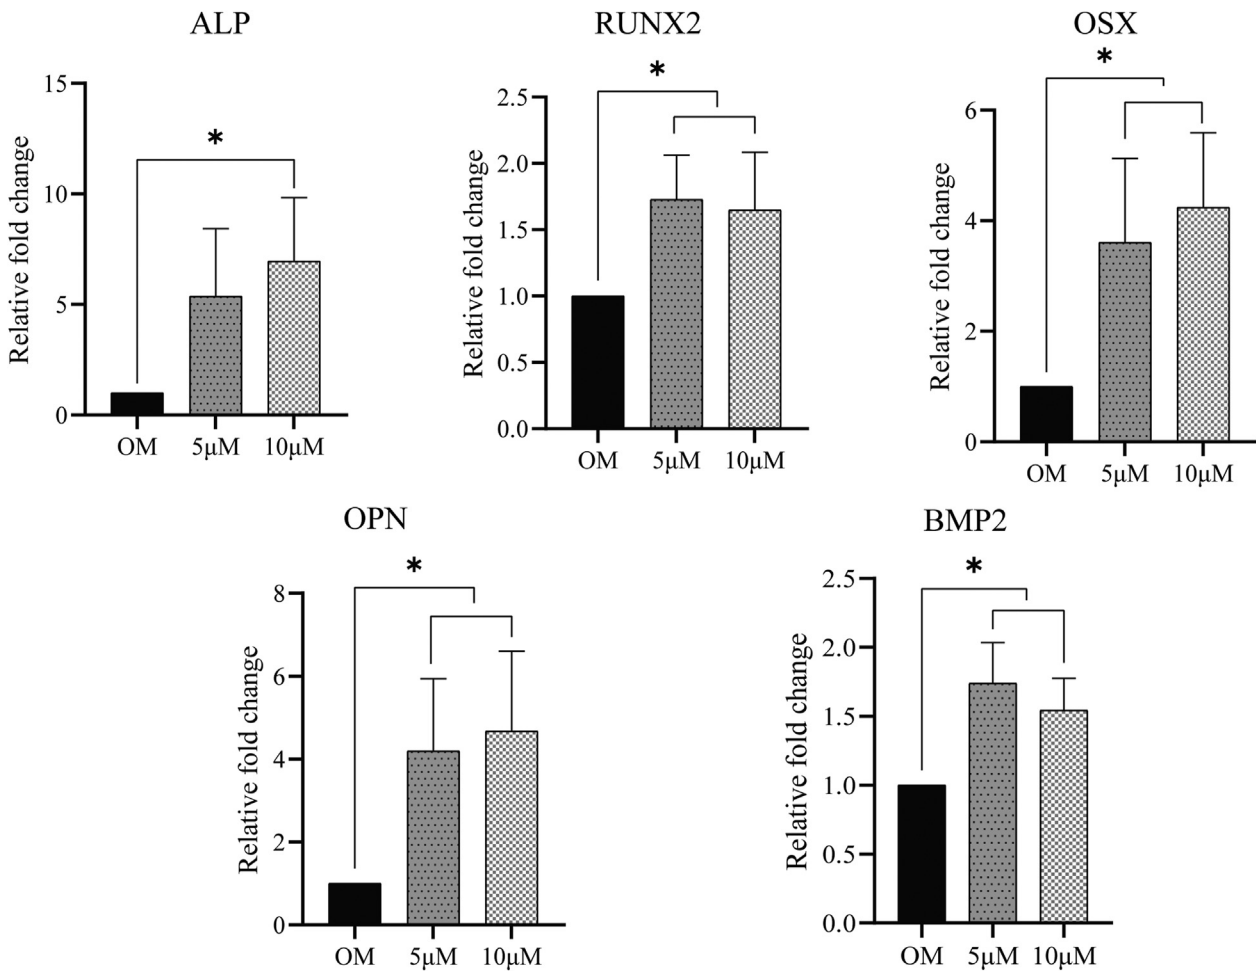 ALP
*
Relative fold change
15
10
5
0
OM 5μM 10μM
RUNX2
*
Relative fold change
2.5
2.0
1.5
1.0
0.5
0.0
OM 5μM 10μM
OSX
*
Relative fold change
6
4
2
0
OM 5μM 10μM
OPN
*
Relative fold change
8
6
4
2
0
OM 5μM 10μM
BMP2
*
Relative fold change
2.5
2.0
1.5
1.0
0.5
0.0
OM 5μM 10μM